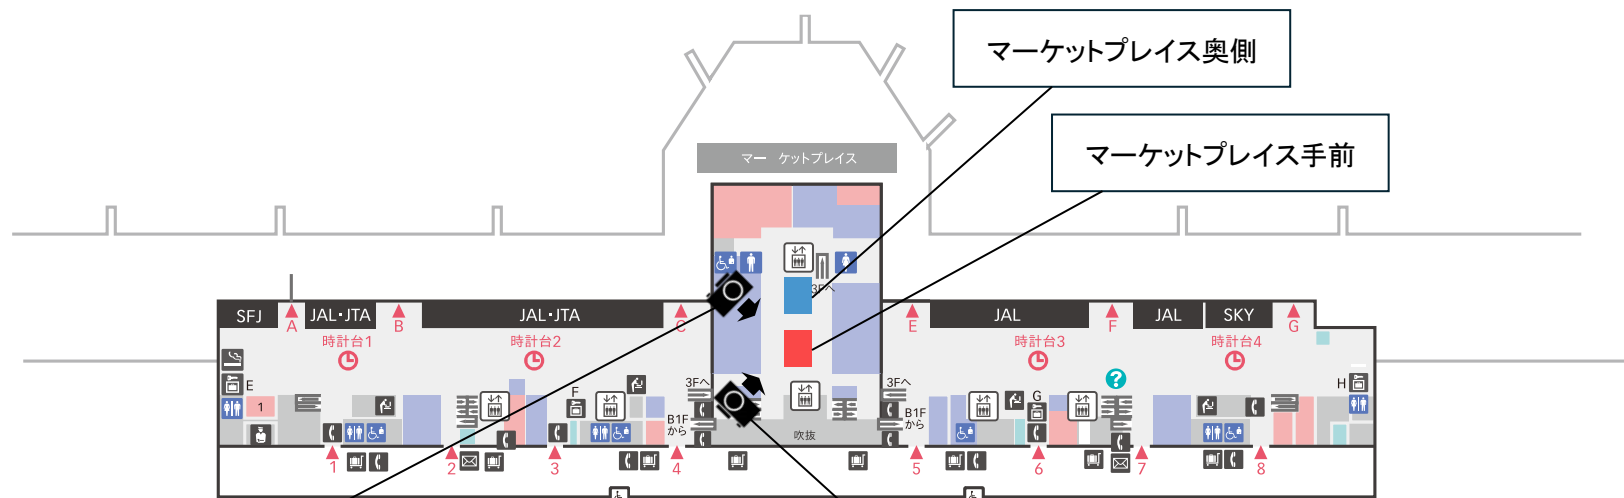 マーケットプレイス奥側
マーケットプレイス手前
マー ケットプレイス
3Fへ
SFJ
JAL・JTA
JAL・JTA
JAL
JAL
SKY
A
B
C
E
F
G
時計台1
時計台2
時計台3
時計台4
?
E
F
G
H
1
3Fへ
3Fへ
B1F
から
B1F
から
吹抜
1
2
3
4
5
6
7
8